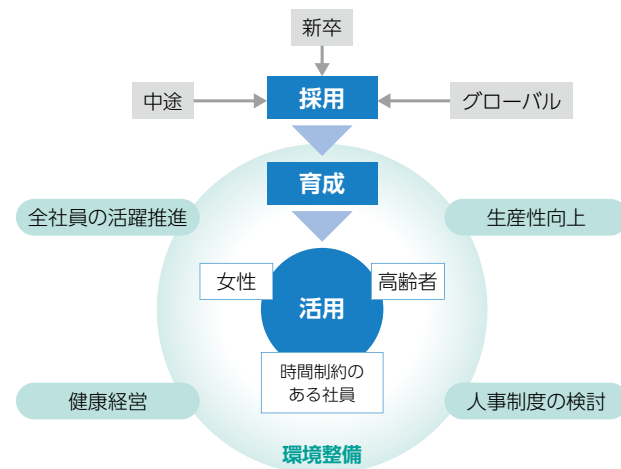 新卒
中途
採用
グローバル
育成
全社員の活躍推進
生産性向上
女性
高齢者
活用
時間制約の
ある社員
健康経営
人事制度の検討
環境整備